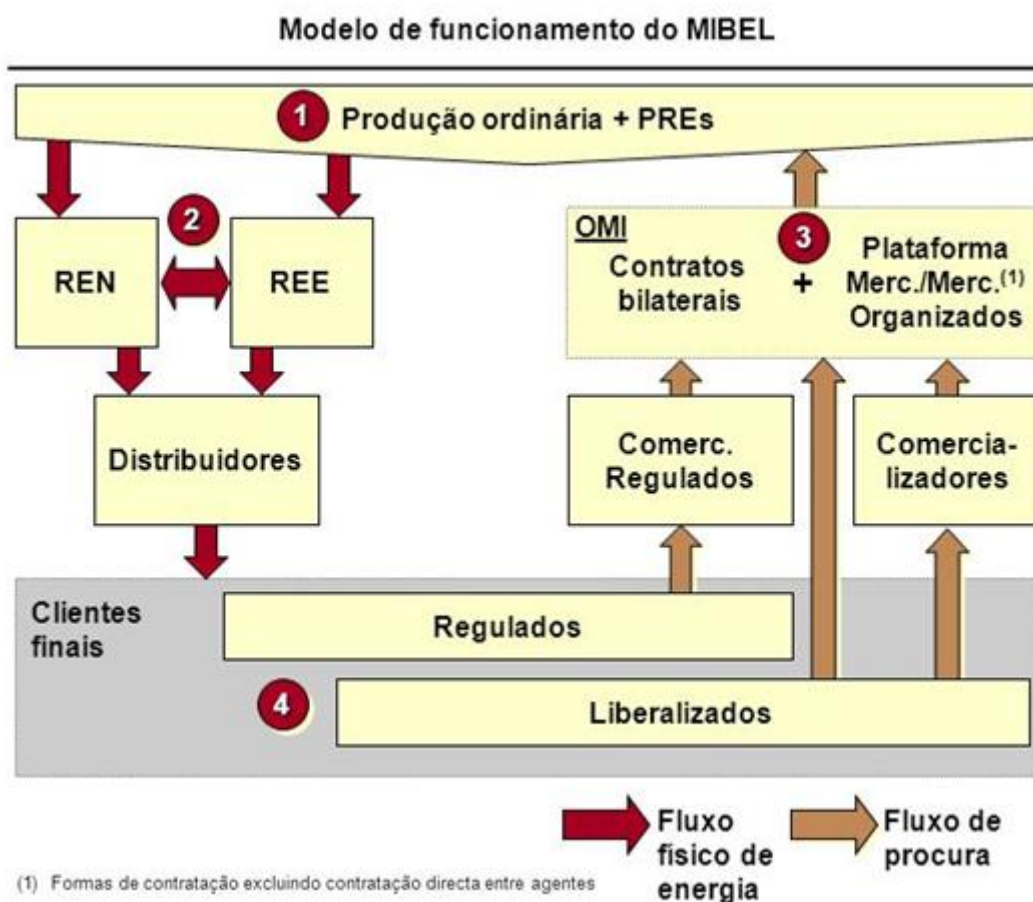 Modelo de funcionamento do MIBEL
1
Produção ordinária + PREs
2
REN
REE
OMI
3
Contratos
bilaterais
+
Plataforma
Merc./Merc.(1)
Organizados
Distribuidores
Comerc.
Regulados
Comercia-
lizadores
Clientes
finais
Regulados
4
Liberalizados
Fluxo
físico de
energia
Fluxo de
procura
(1) Formas de contratação excluindo contratação directa entre agentes